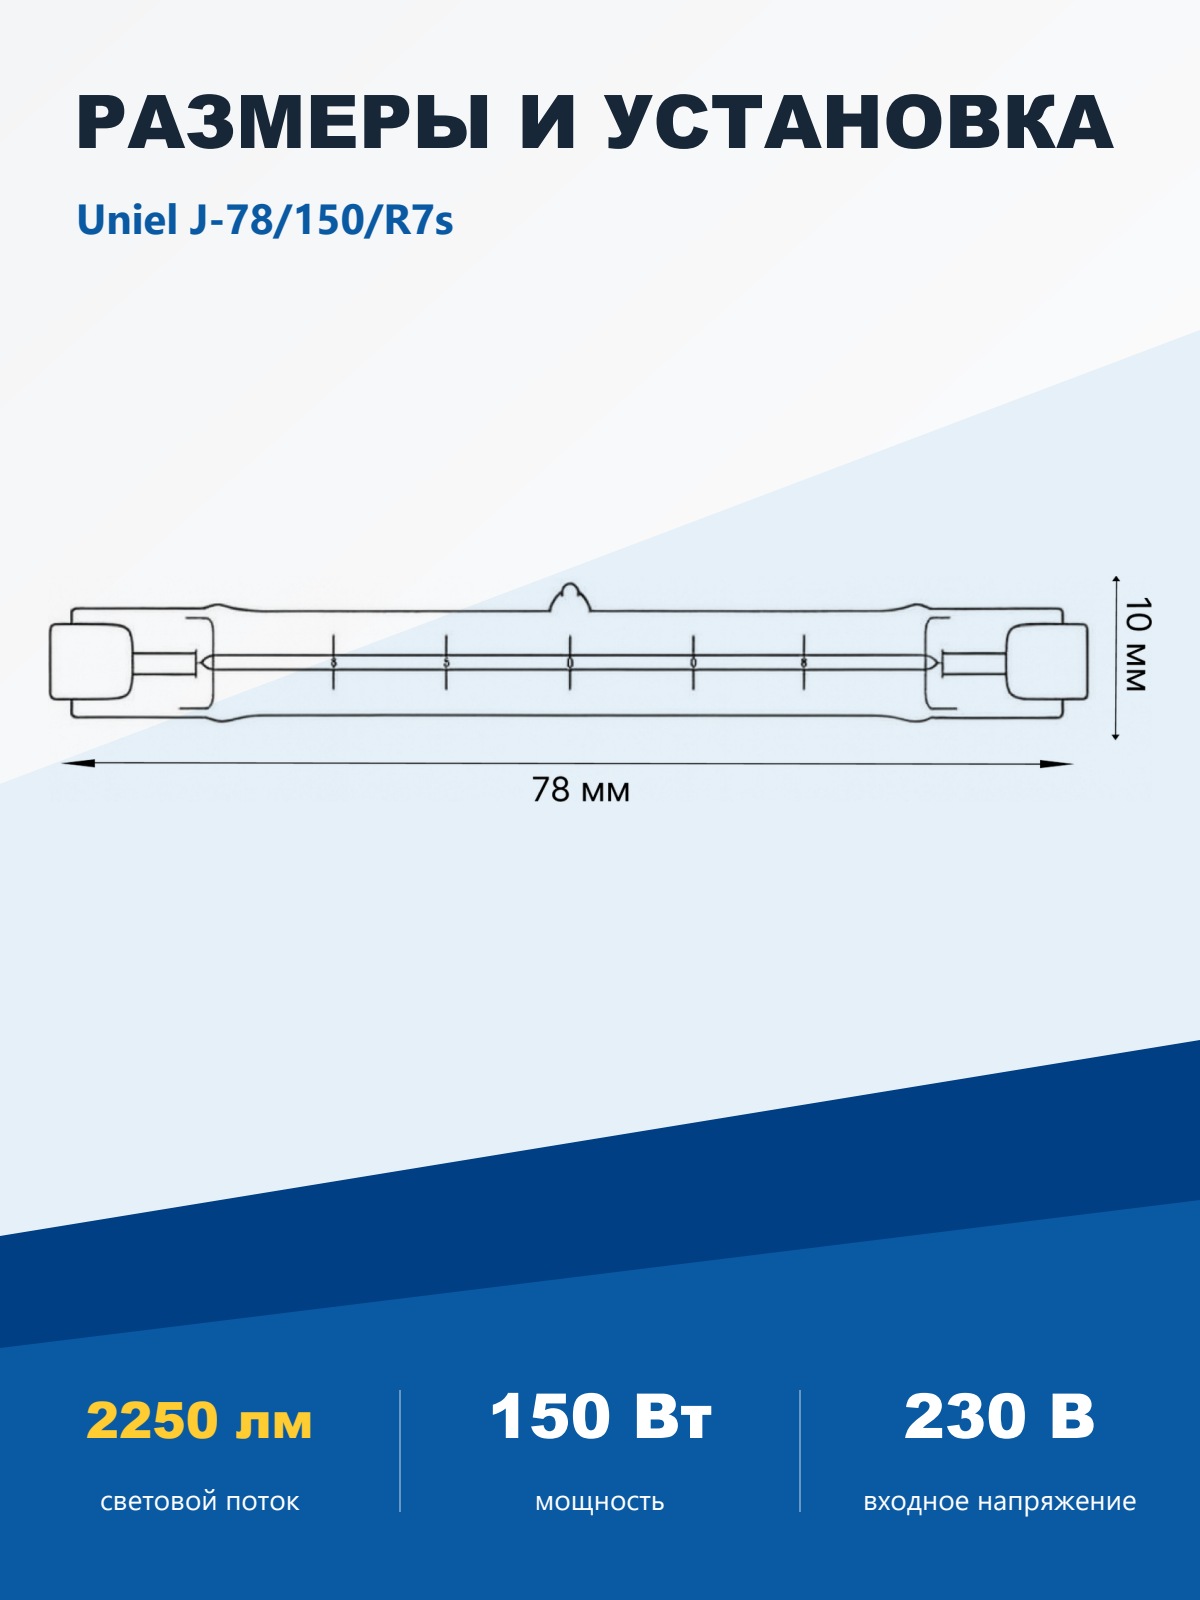 РАЗМЕРЫ И УСТАНОВКА
Uniel J-78/150/R7s
10 мм
78 мм
2250 лм
световой поток
150 Вт
мощность
230 В
входное напряжение